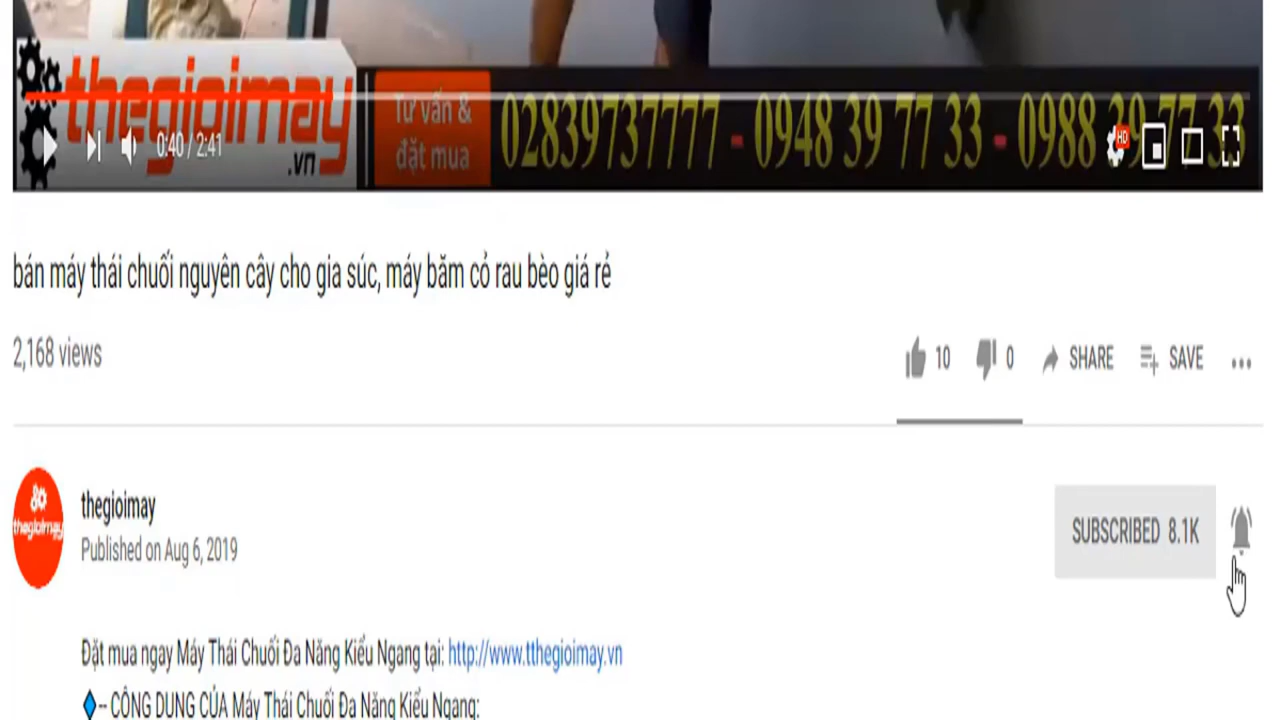 thegioimay
.vn
Tư vấn &
đặt mua
02839737777 - 0948 39 77 33 - 0988 39 77 33
0:40 / 2:41
HD
bán máy thái chuối nguyên cây cho gia súc, máy băm cỏ rau bèo giá rẻ
2,168 views
10 0 SHARE SAVE
thegioimay
thegioimay
Published on Aug 6, 2019
SUBSCRIBED 8.1K
Đặt mua ngay Máy Thái Chuối Đa Năng Kiểu Ngang tại: http://www.tthegioimay.vn
-- CÔNG DỤNG CỦA Máy Thái Chuối Đa Năng Kiểu Ngang: